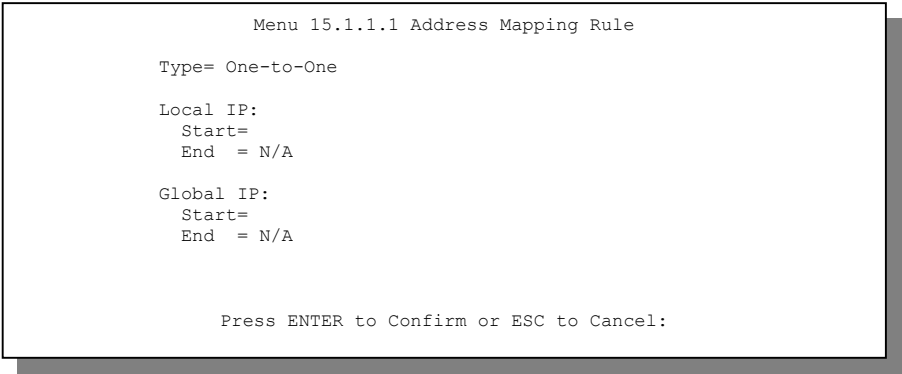 Menu 15.1.1.1 Address Mapping Rule
Type= One-to-One
Local IP:
Start=
End = N/A
Global IP:
Start=
End = N/A
Press ENTER to Confirm or ESC to Cancel: